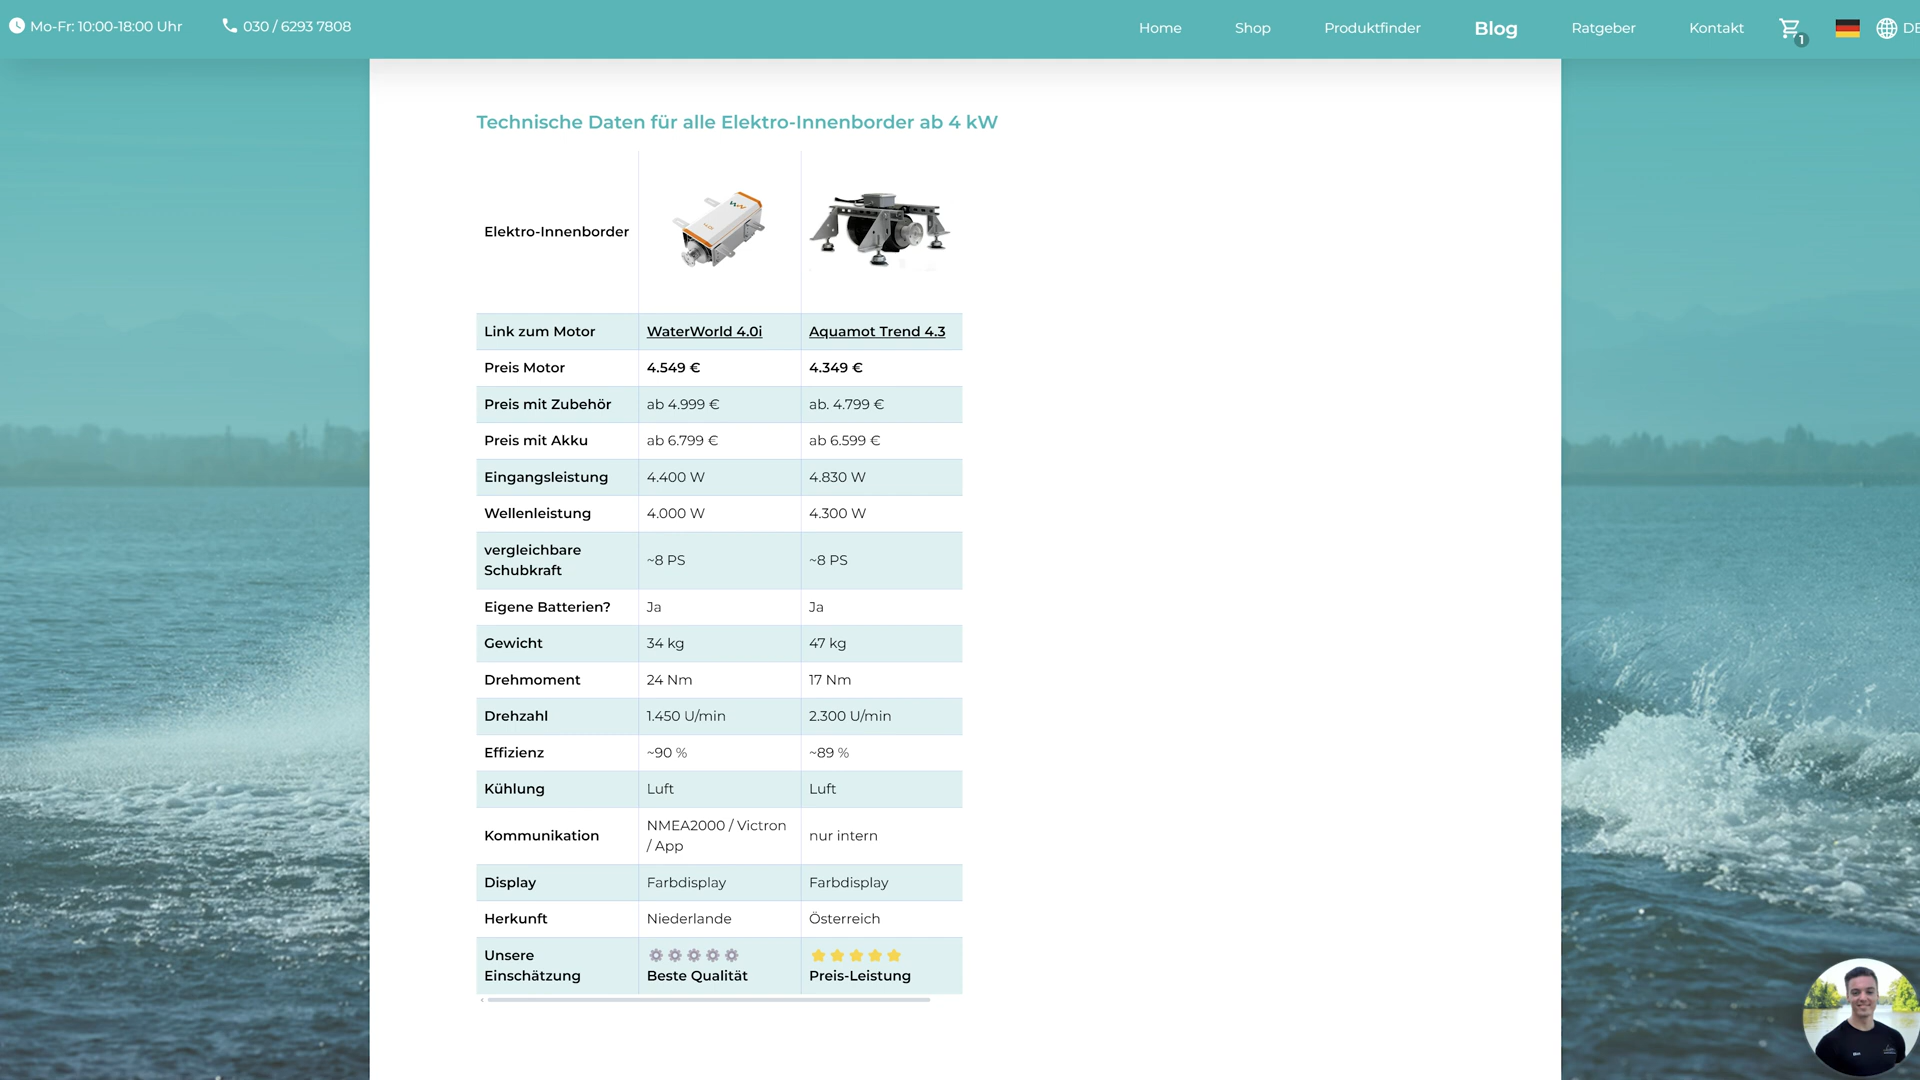 Mo-Fr: 10:00-18:00 Uhr
030 / 6293 7808
Home
Shop
Produktfinder
Blog
Ratgeber
Kontakt
1
DE
Technische Daten für alle Elektro-Innenborder ab 4 kW
Elektro-Innenborder
Link zum Motor WaterWorld 4.0i Aquamot Trend 4.3
Preis Motor 4.549 € 4.349 €
Preis mit Zubehör ab 4.999 € ab. 4.799 €
Preis mit Akku ab 6.799 € ab 6.599 €
Eingangsleistung 4.400 W 4.830 W
Wellenleistung 4.000 W 4.300 W
vergleichbare
Schubkraft
~8 PS ~8 PS
Eigene Batterien? Ja Ja
Gewicht 34 kg 47 kg
Drehmoment 24 Nm 17 Nm
Drehzahl 1.450 U/min 2.300 U/min
Effizienz ~90 % ~89 %
Kühlung Luft Luft
Kommunikation
NMEA2000 / Victron
/ App
nur intern
Display Farbdisplay Farbdisplay
Herkunft Niederlande Österreich
Unsere
Einschätzung
Beste Qualität
Preis-Leistung